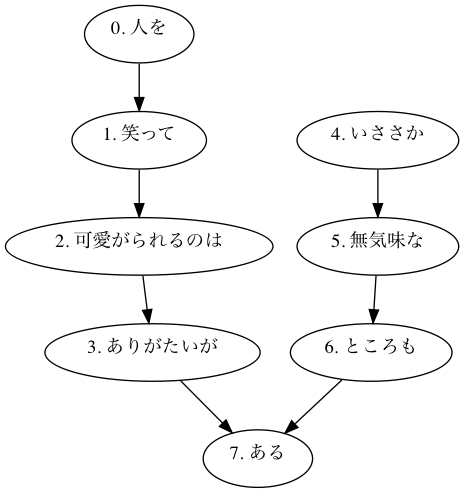 0. 人を
1. 笑って
4. いささか
2. 可愛がられるのは
5. 無気味な
3. ありがたいが
6. ところも
7. ある